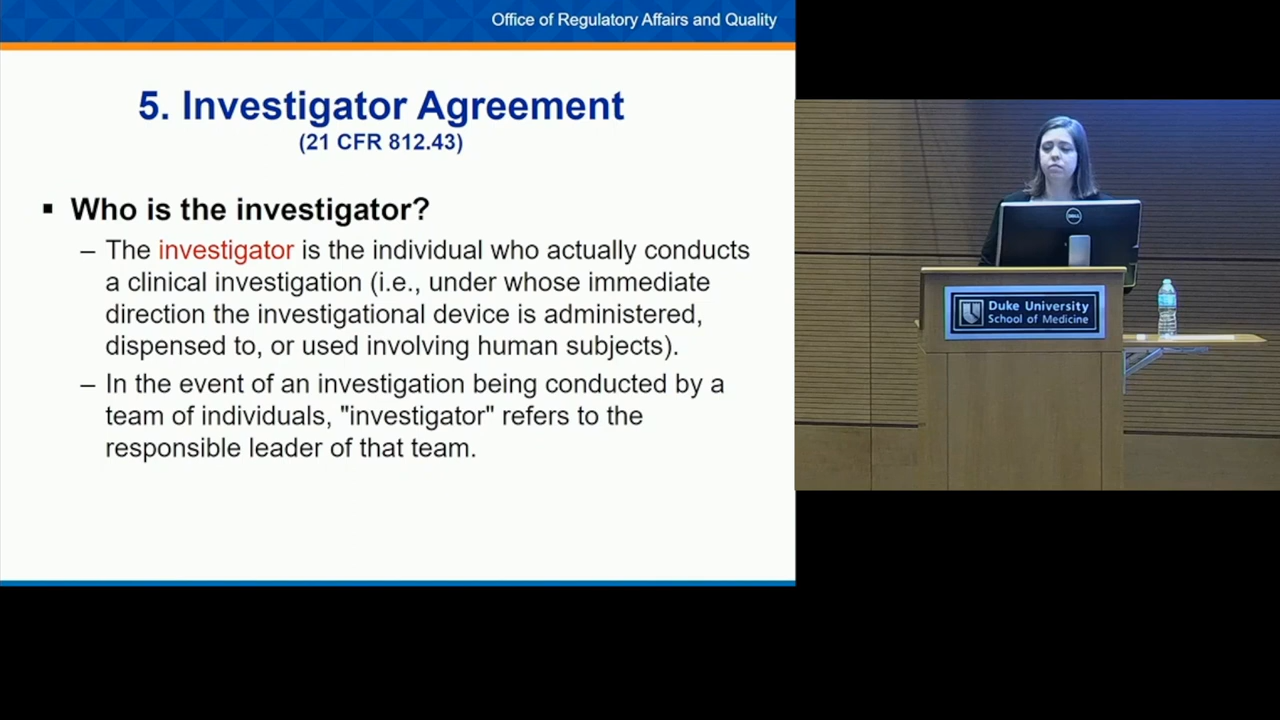 Office of Regulatory Affairs and Quality
5. Investigator Agreement
(21 CFR 812.43)
▪ Who is the investigator?
– The investigator is the individual who actually conducts
a clinical investigation (i.e., under whose immediate
direction the investigational device is administered,
dispensed to, or used involving human subjects).
– In the event of an investigation being conducted by a
team of individuals, "investigator" refers to the
responsible leader of that team.
DELL
Duke University
School of Medicine